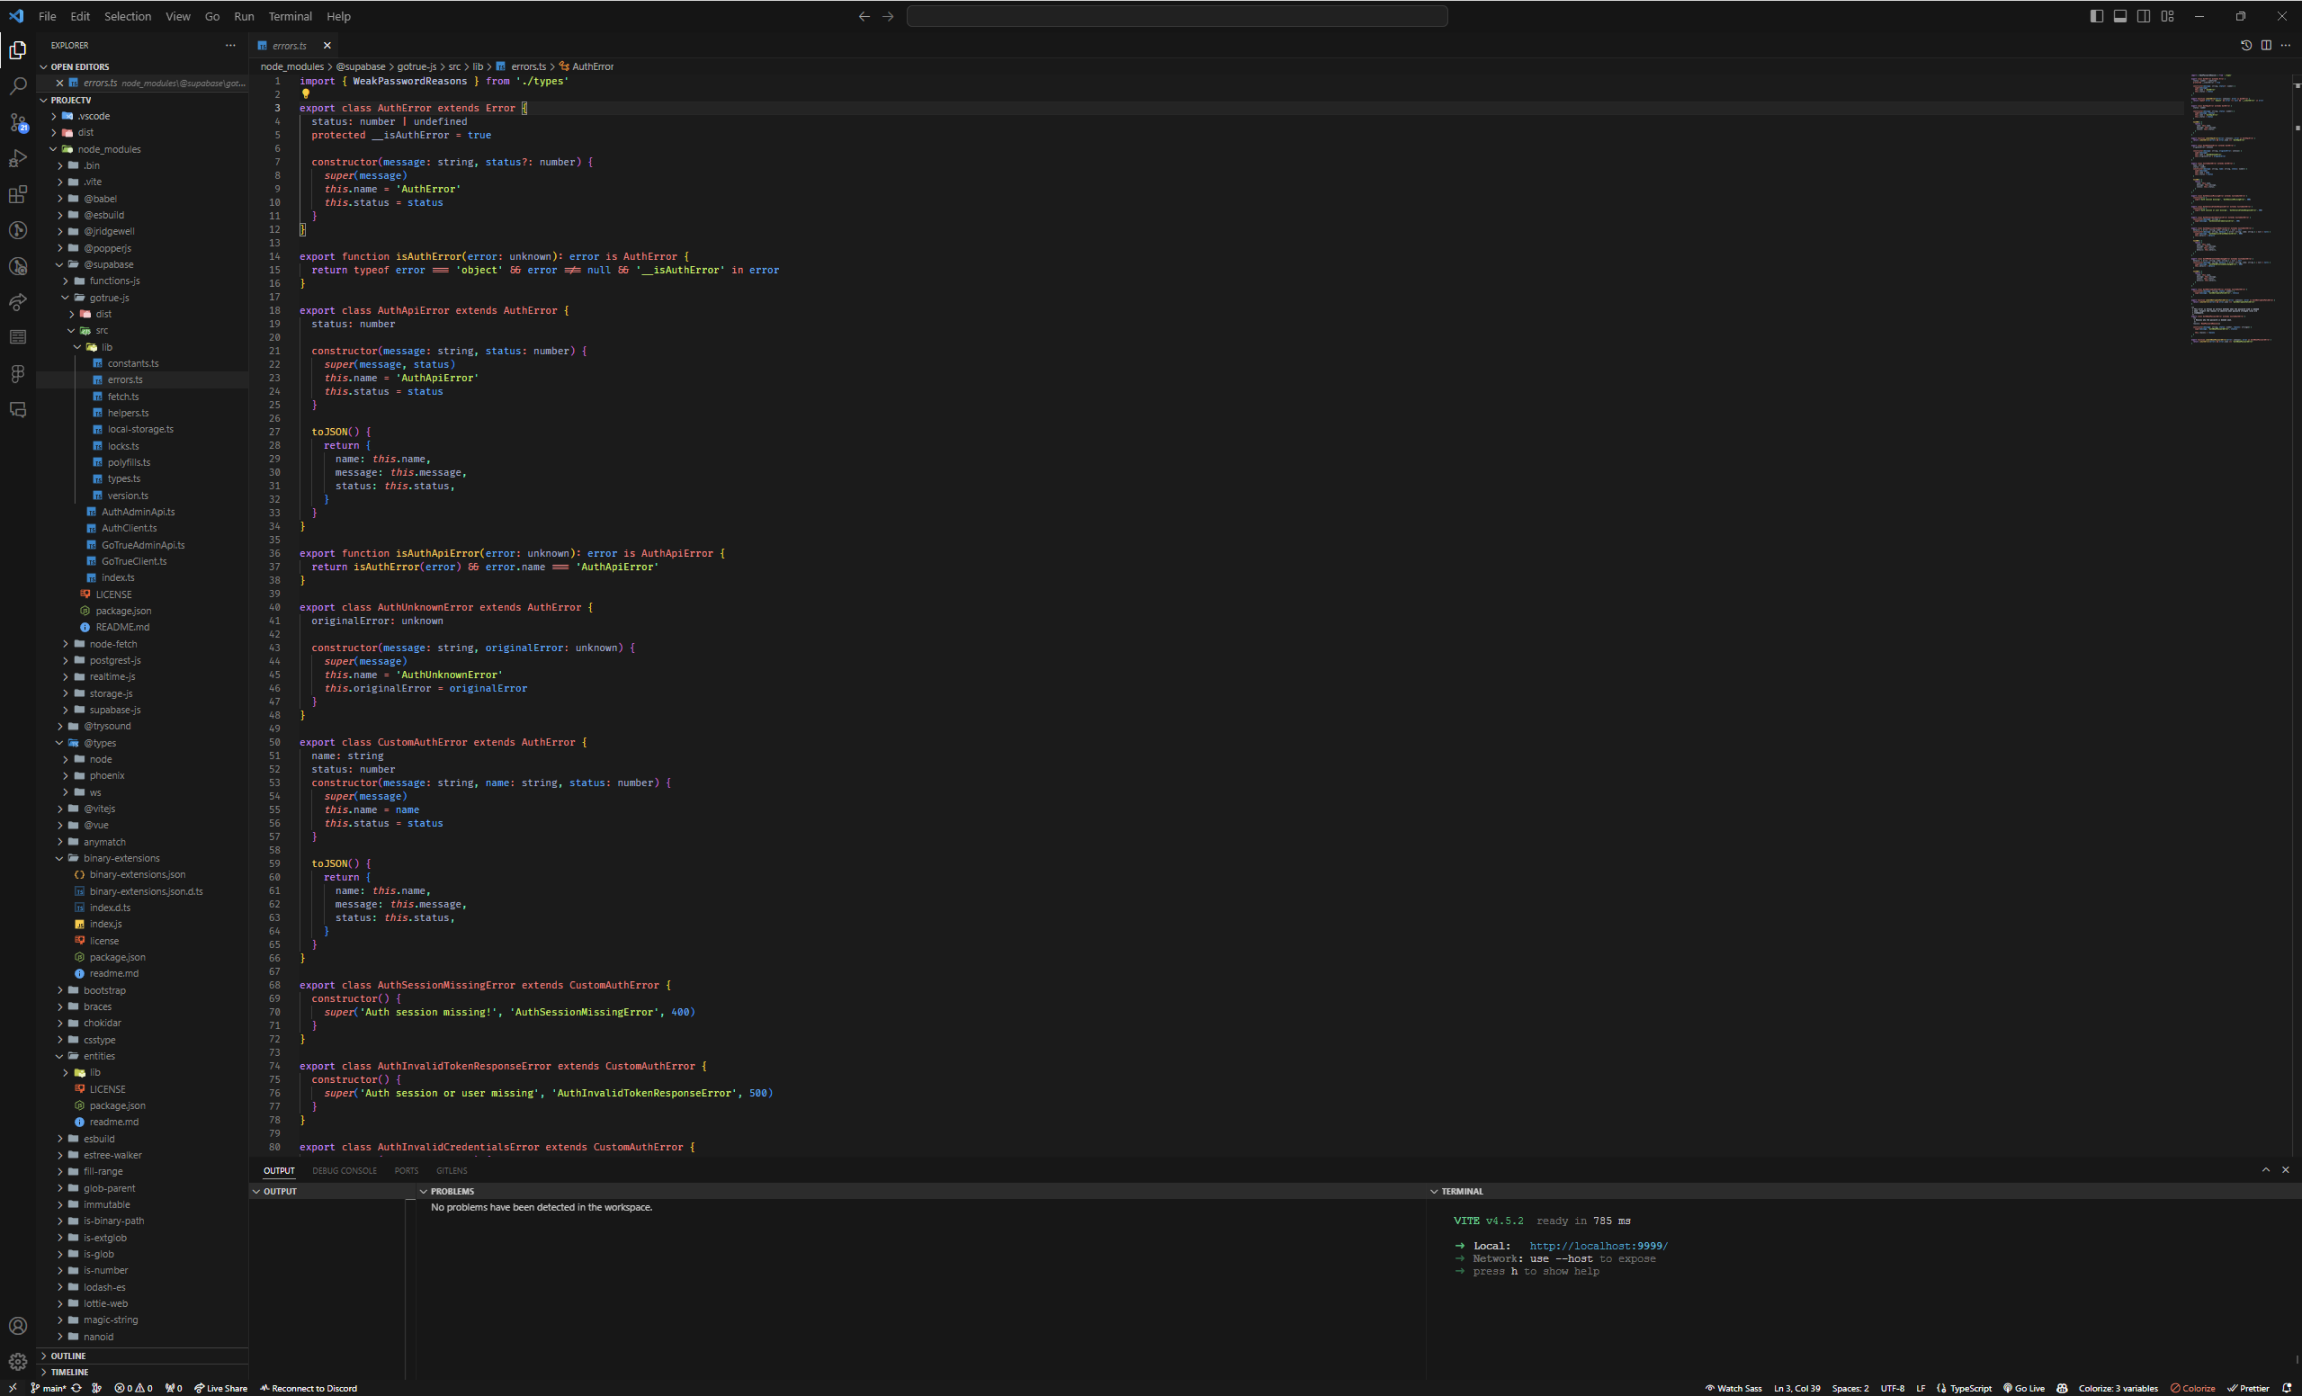 File Edit Selection View Go Run Terminal Help
EXPLORER
OPEN EDITORS
errors.ts node_modules\@supabase\got...
PROJECTV
.vscode
dist
node_modules
.bin
.vite
@babel
@esbuild
@jridgewell
@popperjs
@supabase
functions-js
gotrue-js
dist
src
lib
constants.ts
errors.ts
fetch.ts
helpers.ts
local-storage.ts
locks.ts
polyfills.ts
types.ts
version.ts
AuthAdminApi.ts
AuthClient.ts
GoTrueAdminApi.ts
GoTrueClient.ts
index.ts
LICENSE
package.json
README.md
node-fetch
postgrest-js
realtime-js
storage-js
supabase-js
@trysound
@types
node
phoenix
ws
@vitejs
@vue
anymatch
binary-extensions
binary-extensions.json
binary-extensions.json.d.ts
index.d.ts
index.js
license
package.json
readme.md
bootstrap
braces
chokidar
csstype
entities
lib
LICENSE
package.json
readme.md
esbuild
estree-walker
fill-range
glob-parent
immutable
is-binary-path
is-extglob
is-glob
is-number
lodash-es
lottie-web
magic-string
nanoid
OUTLINE
TIMELINE
21
errors.ts
node_modules > @supabase > gotrue-js > src > lib > errors.ts > AuthError
1 import { WeakPasswordReasons } from './types'
2
3 export class AuthError extends Error {
4 status: number | undefined
5 protected __isAuthError = true
6
7 constructor(message: string, status?: number) {
8 super(message)
9 this.name = 'AuthError'
10 this.status = status
11 }
12 }
13
14 export function isAuthError(error: unknown): error is AuthError {
15 return typeof error === 'object' && error !== null && '__isAuthError' in error
16 }
17
18 export class AuthApiError extends AuthError {
19 status: number
20
21 constructor(message: string, status: number) {
22 super(message, status)
23 this.name = 'AuthApiError'
24 this.status = status
25 }
26
27 toJSON() {
28 return {
29 name: this.name,
30 message: this.message,
31 status: this.status,
32 }
33 }
34 }
35
36 export function isAuthApiError(error: unknown): error is AuthApiError {
37 return isAuthError(error) && error.name === 'AuthApiError'
38 }
39
40 export class AuthUnknownError extends AuthError {
41 originalError: unknown
42
43 constructor(message: string, originalError: unknown) {
44 super(message)
45 this.name = 'AuthUnknownError'
46 this.originalError = originalError
47 }
48 }
49
50 export class CustomAuthError extends AuthError {
51 name: string
52 status: number
53 constructor(message: string, name: string, status: number) {
54 super(message)
55 this.name = name
56 this.status = status
57 }
58
59 toJSON() {
60 return {
61 name: this.name,
62 message: this.message,
63 status: this.status,
64 }
65 }
66 }
67
68 export class AuthSessionMissingError extends CustomAuthError {
69 constructor() {
70 super('Auth session missing!', 'AuthSessionMissingError', 400)
71 }
72 }
73
74 export class AuthInvalidTokenResponseError extends CustomAuthError {
75 constructor() {
76 super('Auth session or user missing', 'AuthInvalidTokenResponseError', 500)
77 }
78 }
79
80 export class AuthInvalidCredentialsError extends CustomAuthError {
OUTPUT DEBUG CONSOLE PORTS GITLENS
OUTPUT
PROBLEMS
No problems have been detected in the workspace.
TERMINAL
VITE v4.5.2 ready in 785 ms
➜ Local: http://localhost:9999/
➜ Network: use --host to expose
➜ press h to show help
main* 0 0 0 Live Share Reconnect to Discord
Watch Sass Ln 3, Col 39 Spaces: 2 UTF-8 LF TypeScript Go Live Colorize: 3 variables Colorize Prettier